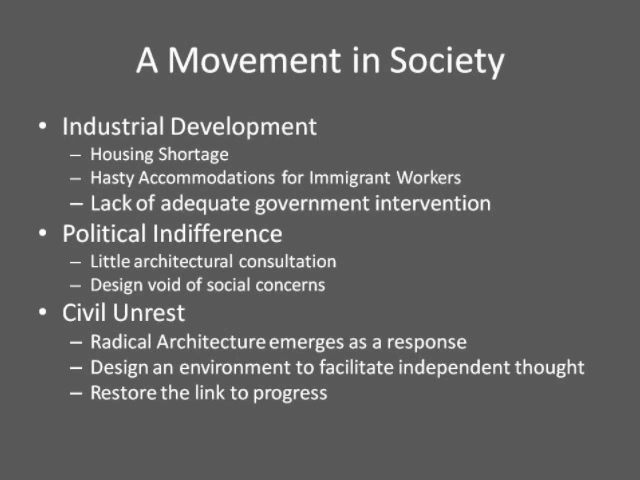 A Movement in Society
• Industrial Development
– Housing Shortage
– Hasty Accommodations for Immigrant Workers
– Lack of adequate government intervention
• Political Indifference
– Little architectural consultation
– Design void of social concerns
• Civil Unrest
– Radical Architecture emerges as a response
– Design an environment to facilitate independent thought
– Restore the link to progress